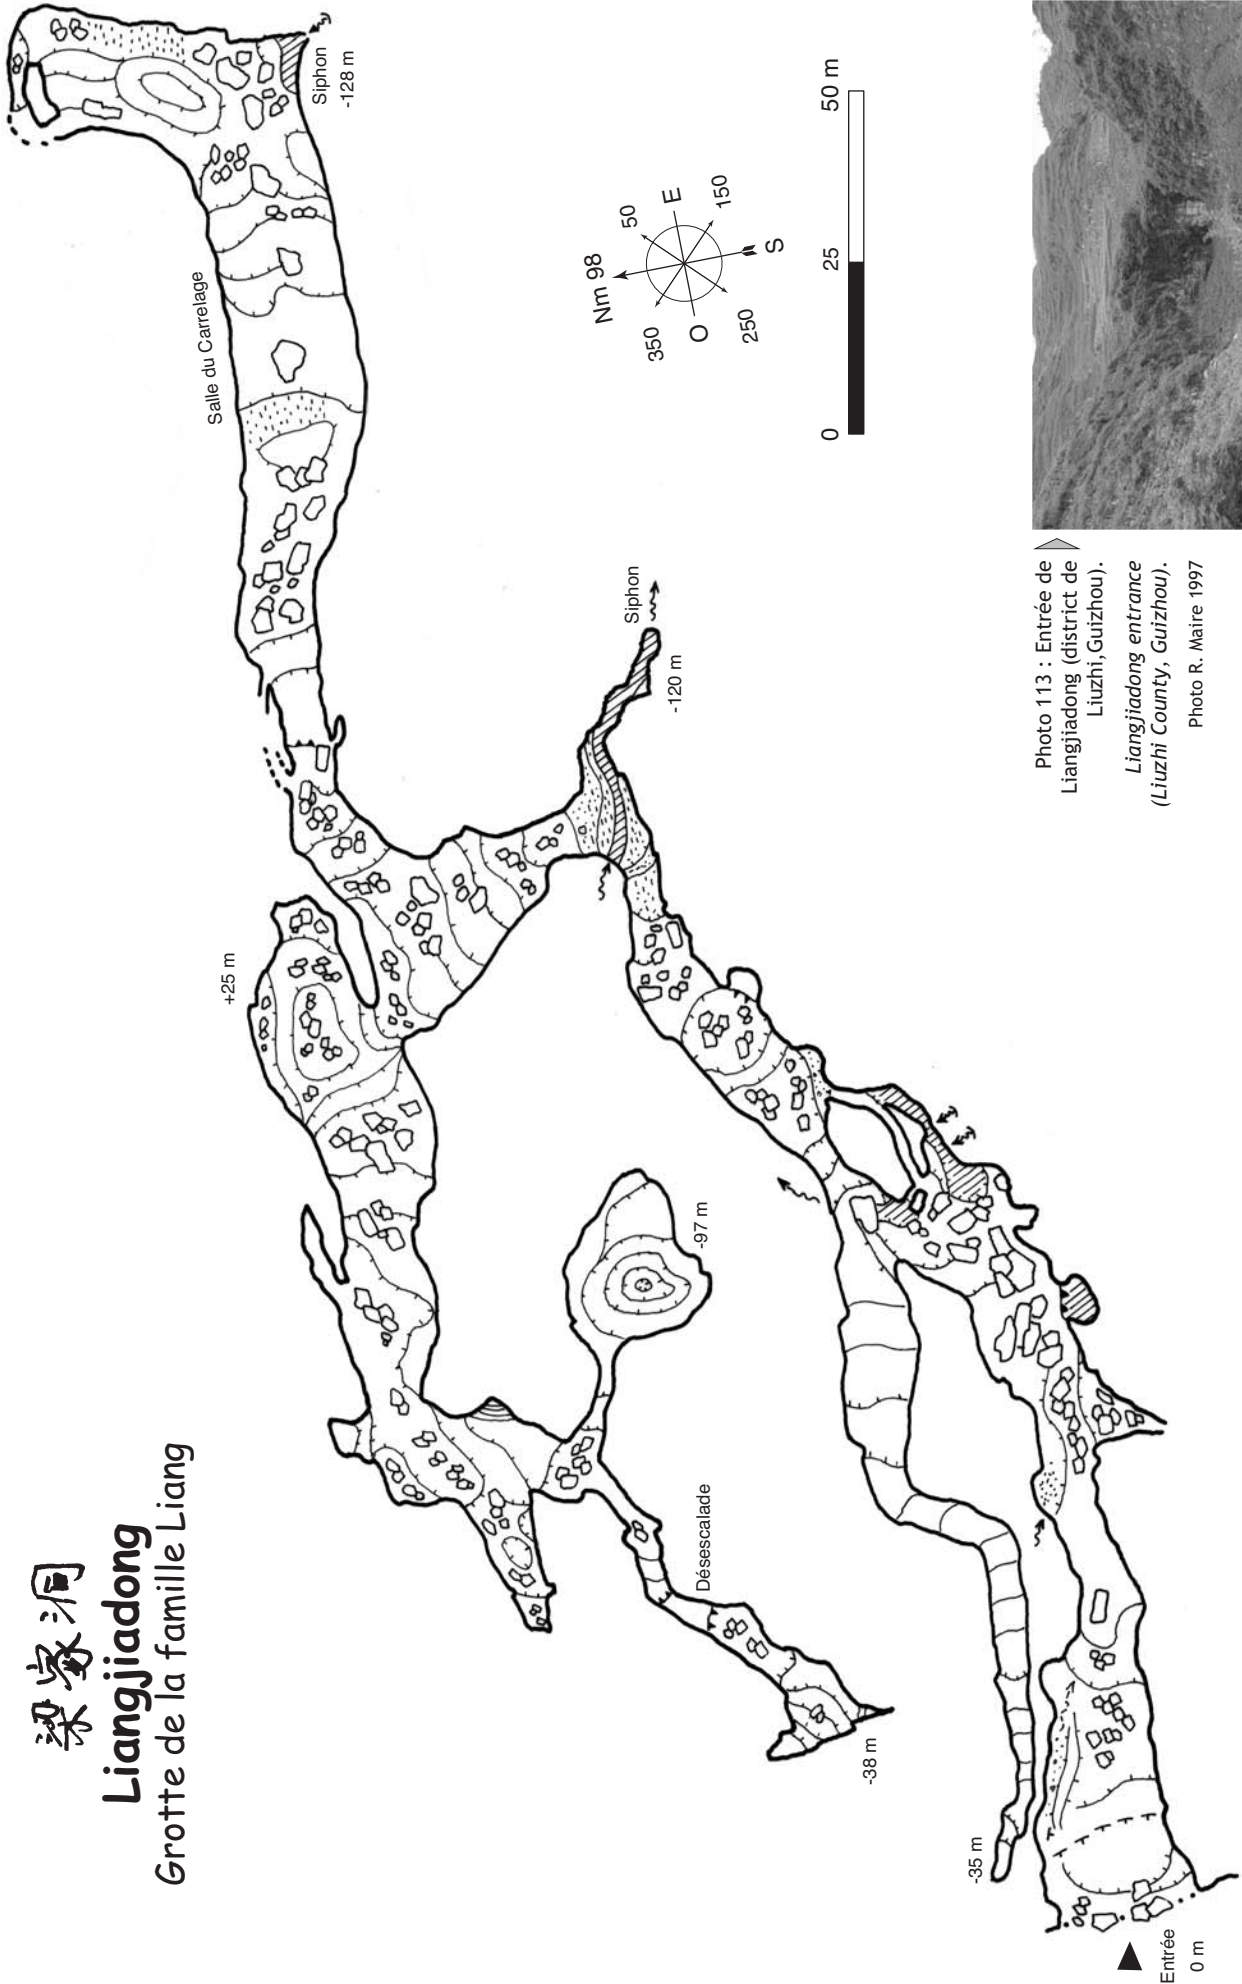 梁家洞
Liangjiadong
Grotte de la famille Liang
Siphon
-128 m
Salle du Carrelage
Nm 98
50
E
150
S
250
O
350
0
25
50 m
Siphon
-120 m
+25 m
-97 m
Désescalade
-38 m
-35 m
Entrée
0 m
Photo 113 : Entrée de
Liangjiadong (district de
Liuzhi,Guizhou).
Liangjiadong entrance
(Liuzhi County, Guizhou).
Photo R. Maire 1997